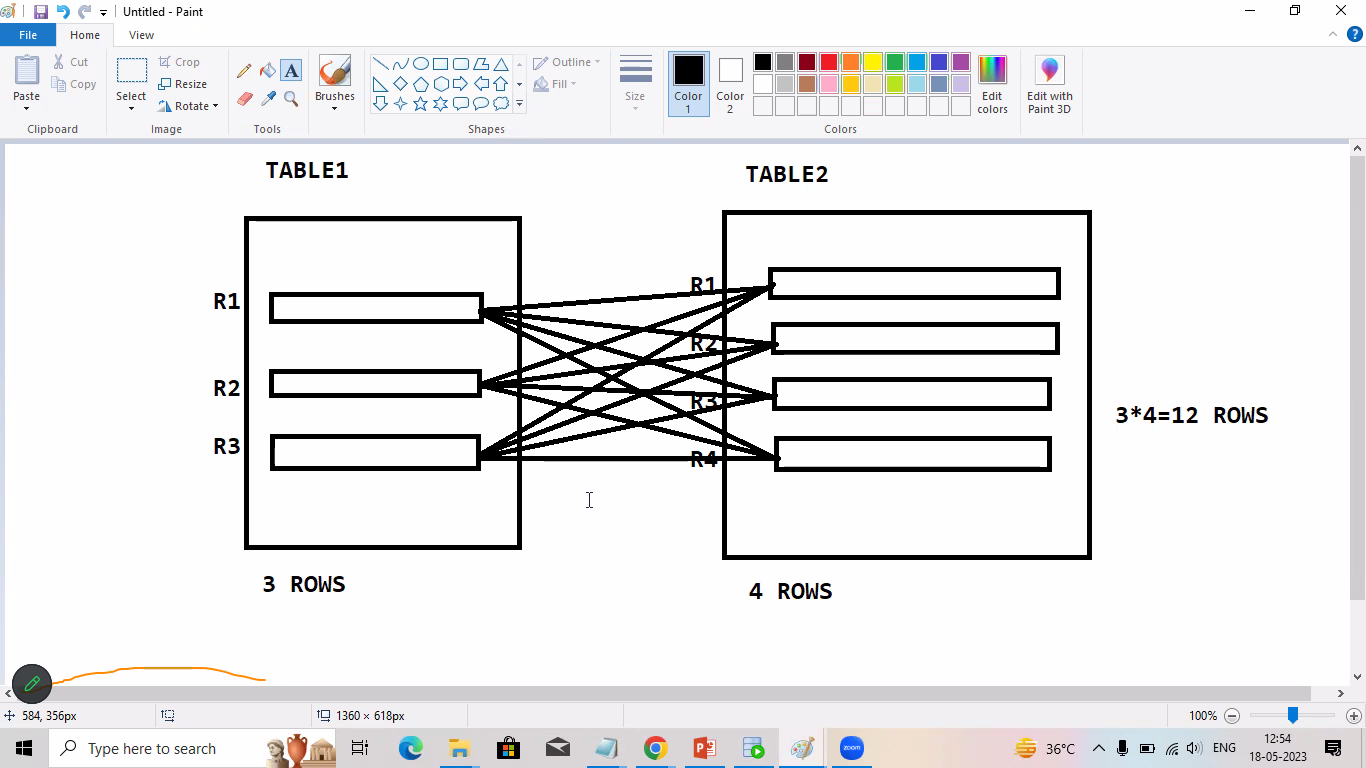 Untitled - Paint
File
Home
View
Paste
Cut
Copy
Clipboard
Select
Crop
Resize
Rotate
Image
A
Tools
Brushes
Shapes
Outline
Fill
Size
Color
1
Color
2
Edit
colors
Colors
Edit with
Paint 3D
TABLE1
TABLE2
R1
R2
R3
R1
R2
R3
R4
3*4=12 ROWS
3 ROWS
4 ROWS
584, 356px
1360 × 618px
100%
Type here to search
zoom
36°C
ENG
12:54
18-05-2023